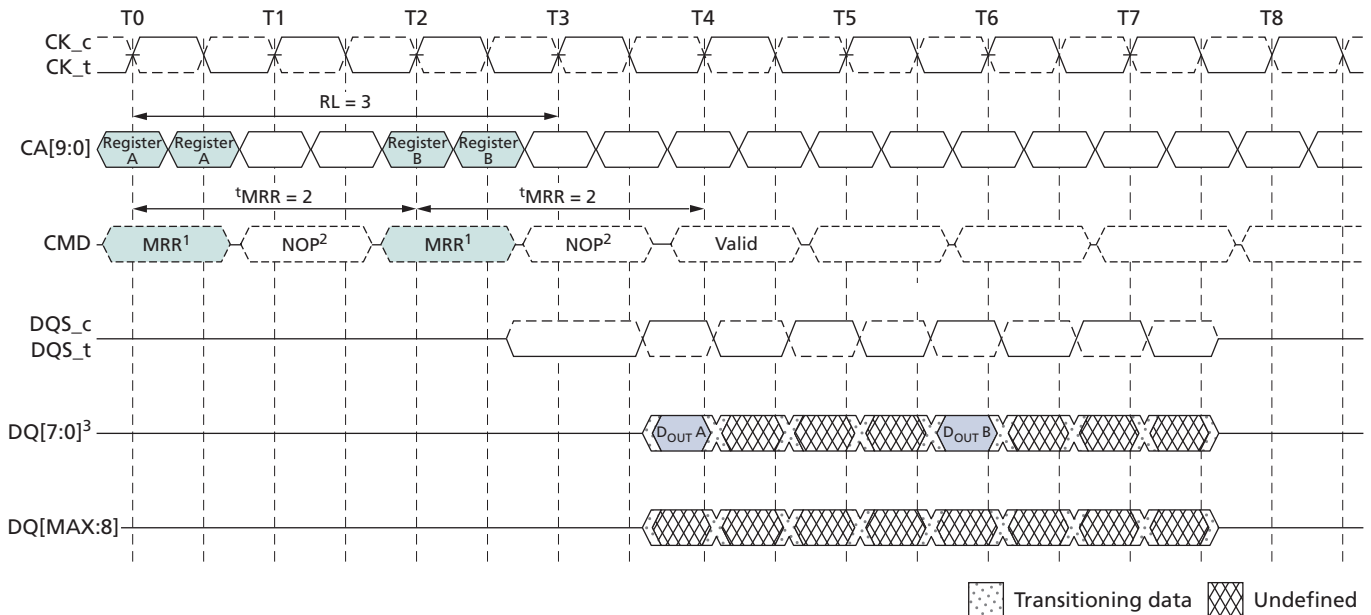 T0 T1 T2 T3 T4 T5 T6 T7 T8
CK_c
CK_t
RL = 3
CA[9:0] Register A Register A Register B Register B
tMRR = 2 tMRR = 2
CMD MRR1 NOP2 MRR1 NOP2 Valid
DQS_c
DQS_t
DQ[7:0]3 DOUT A DOUT B
DQ[MAX:8]
Transitioning data Undefined